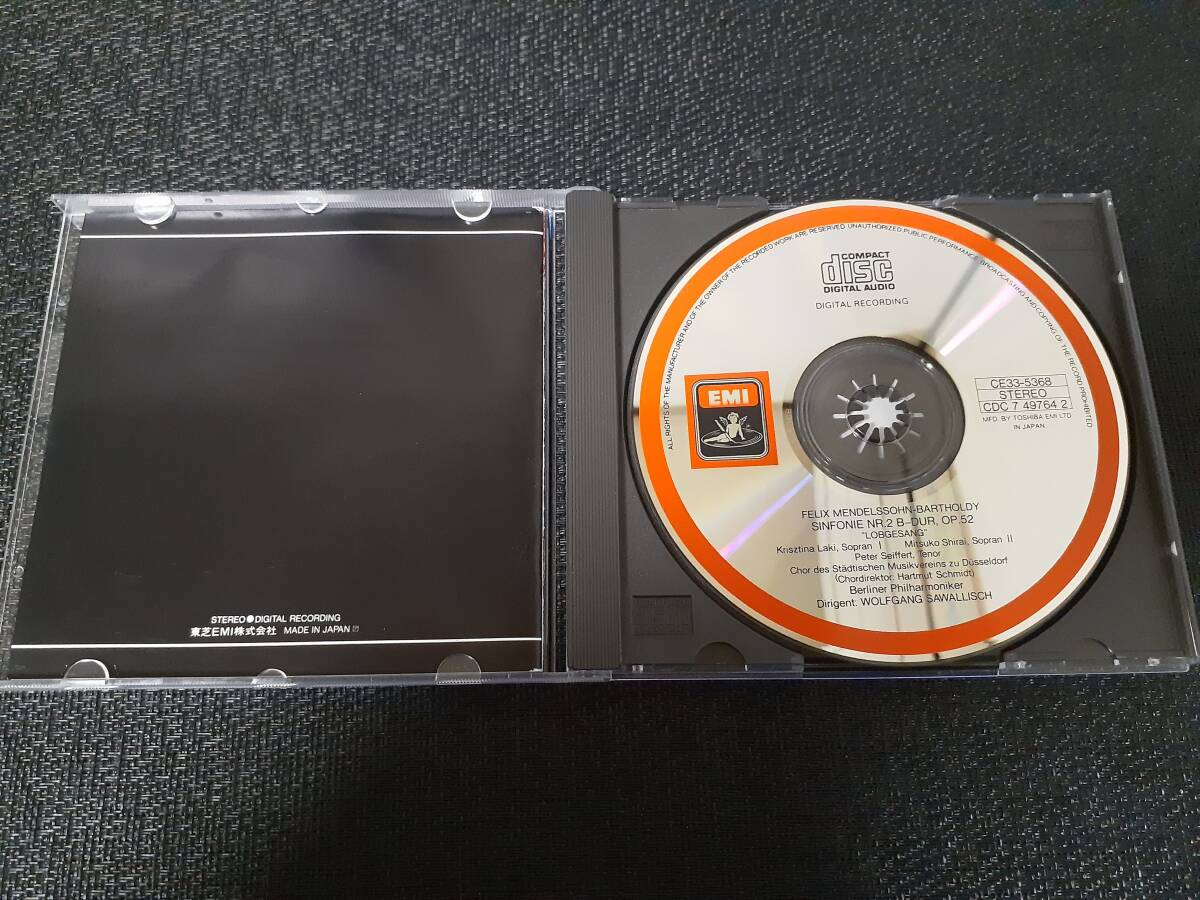 STEREO●DIGITAL RECORDING
東芝EMI株式会社 MADE IN JAPAN Ⓟ
ALL RIGHTS OF THE MANUFACTURER AND OF THE OWNER OF THE RECORDED WORK ARE RESERVED. UNAUTHORIZED PUBLIC PERFORMANCE BROADCASTING AND COPYING OF THE RECORD PROHIBITED
COMPACT
disc
DIGITAL AUDIO
DIGITAL RECORDING
EMI
CE33-5368
STEREO
CDC 7 49764 2
MFD. BY TOSHIBA EMI LTD
IN JAPAN
FELIX MENDELSSOHN-BARTHOLDY
SINFONIE NR.2 B-DUR, OP.52
"LOBGESANG"
Krisztina Laki, Sopran I Mitsuko Shirai, Sopran II
Peter Seiffert, Tenor
Chor des Städtischen Musikvereins zu Düsseldorf
(Chordirektor: Hartmut Schmidt)
Berliner Philharmoniker
Dirigent: WOLFGANG SAWALLISCH